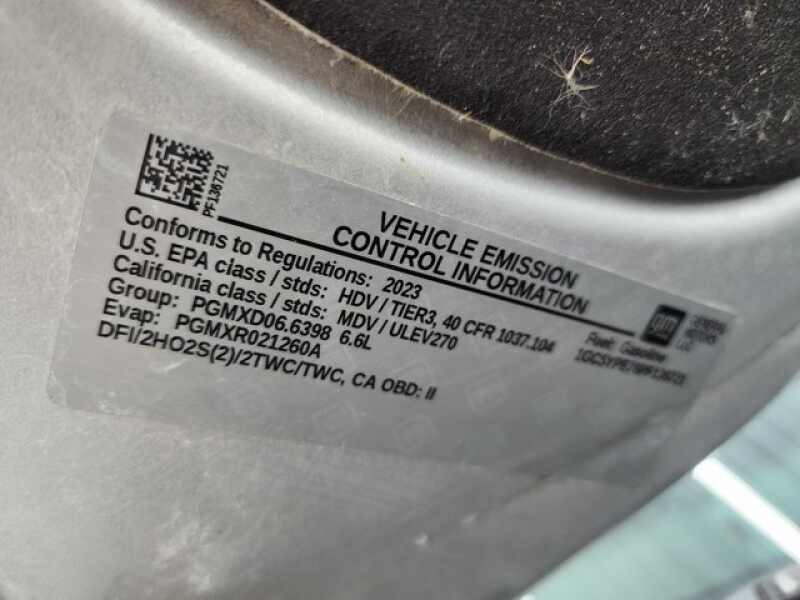 PF136721
VEHICLE EMISSION
CONTROL INFORMATION
Conforms to Regulations: 2023
U.S. EPA class / stds: HDV / TIER3, 40 CFR 1037.104
California class / stds: MDV / ULEV270
Group: PGMXD06.6398 6.6L
Evap: PGMXR021260A
DFI/2HO2S(2)/2TWC/TWC, CA OBD: II
gm
Fuel: Gasoline